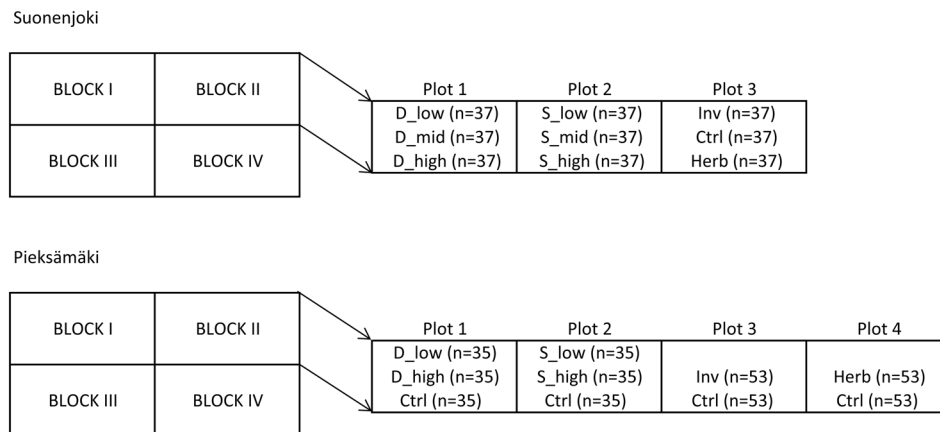 Suonenjoki
BLOCK I BLOCK II
BLOCK III BLOCK IV
Plot 1 Plot 2 Plot 3
D_low (n=37) S_low (n=37) Inv (n=37)
D_mid (n=37) S_mid (n=37) Ctrl (n=37)
D_high (n=37) S_high (n=37) Herb (n=37)
Pieksämäki
BLOCK I BLOCK II
BLOCK III BLOCK IV
Plot 1 Plot 2 Plot 3 Plot 4
D_low (n=35) S_low (n=35)
D_high (n=35) S_high (n=35) Inv (n=53) Herb (n=53)
Ctrl (n=35) Ctrl (n=35) Ctrl (n=53) Ctrl (n=53)